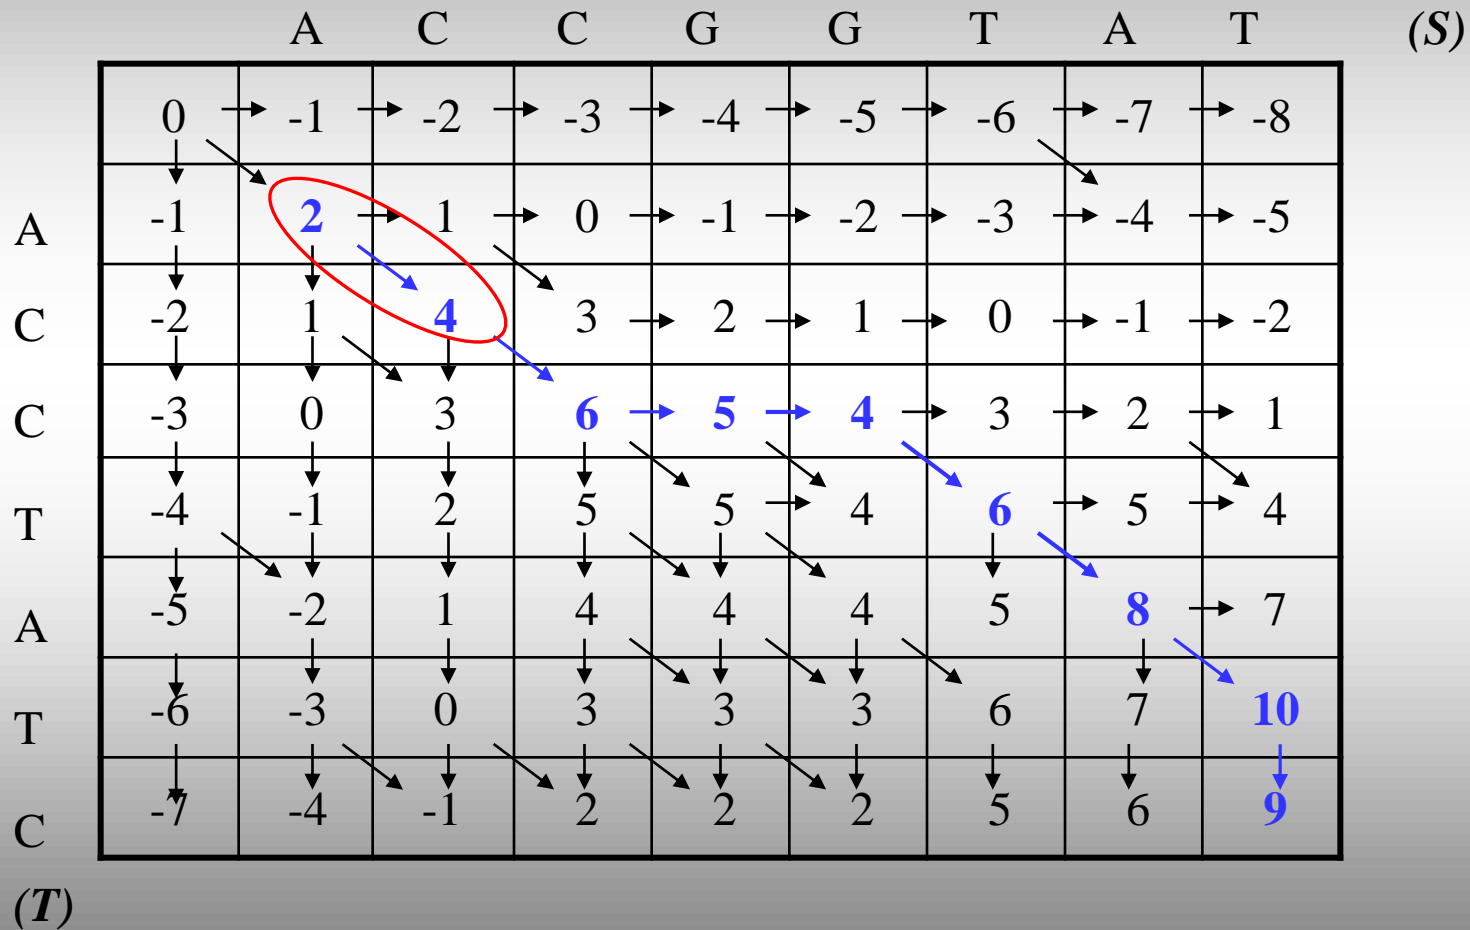 A C C G G T A T (S)
0 -1 -2 -3 -4 -5 -6 -7 -8
A -1 2 1 0 -1 -2 -3 -4 -5
C -2 1 4 3 2 1 0 -1 -2
C -3 0 3 6 5 4 3 2 1
T -4 -1 2 5 5 4 6 5 4
A -5 -2 1 4 4 4 5 8 7
T -6 -3 0 3 3 3 6 7 10
C -7 -4 -1 2 2 2 5 6 9
(T)